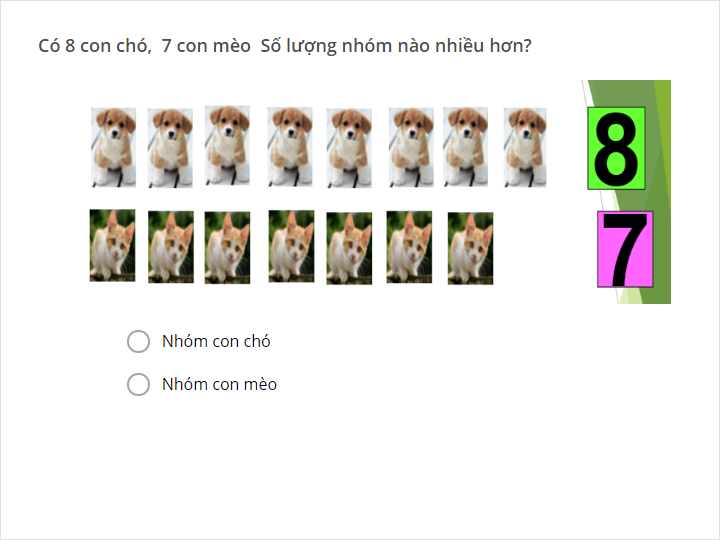 Có 8 con chó,  7 con mèo  Số lượng nhóm nào nhiều hơn?
8
7
Nhóm con chó
Nhóm con mèo